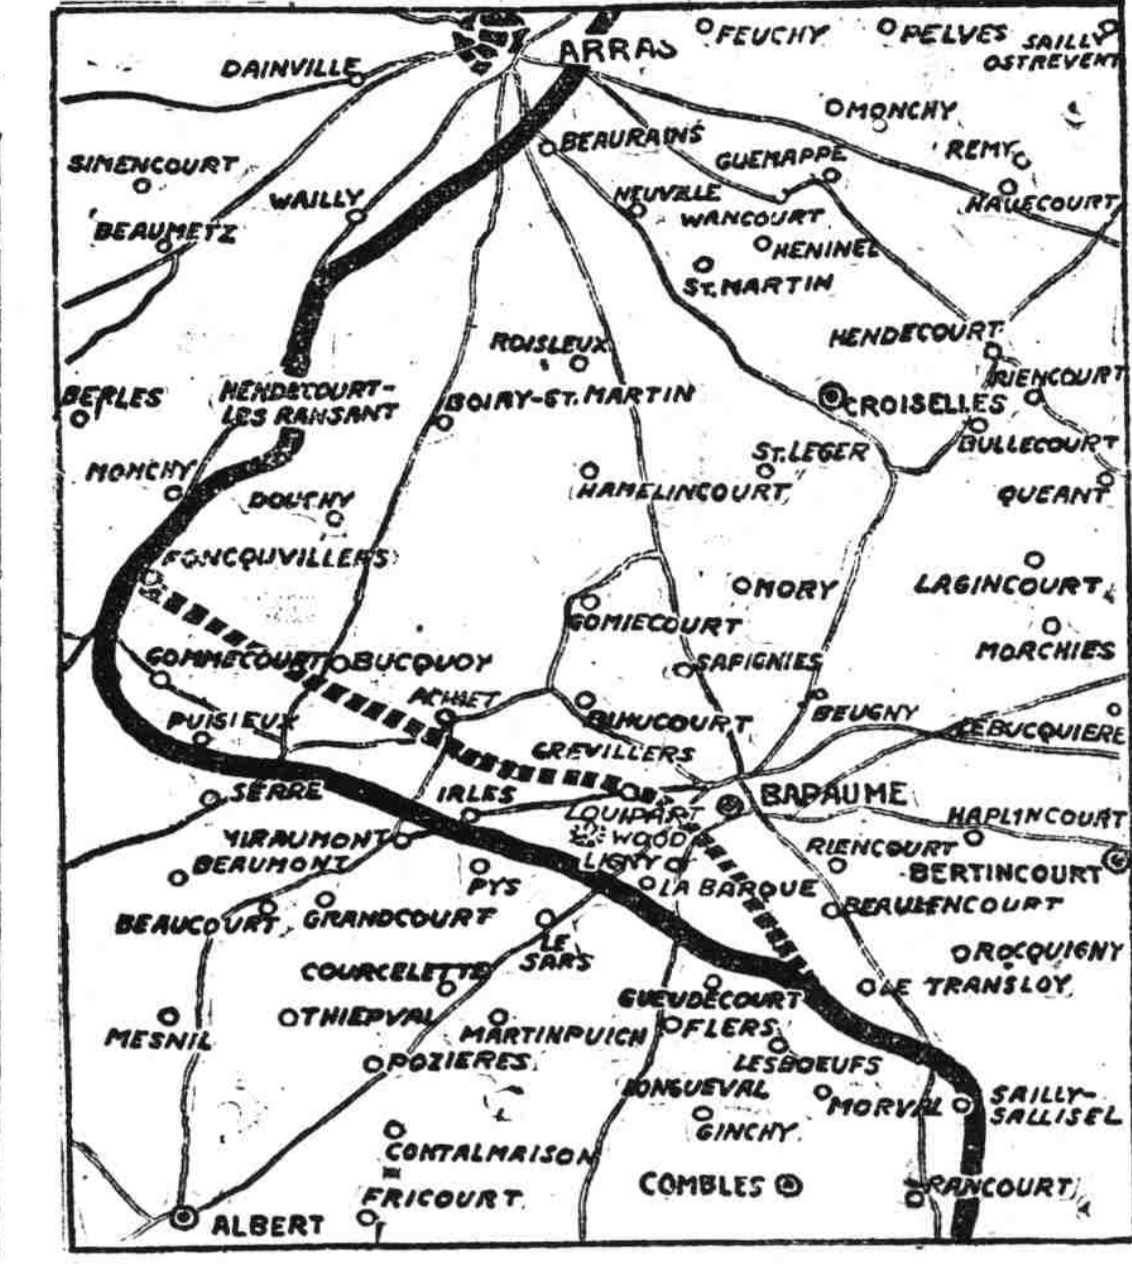 ARRAS
FEUCHY
PELVES
SAILLY
OSTREVENT
DAINVILLE
MONCHY
BEAURAINS
GUEMAPPE
REMY
SIMENCOURT
WAILLY
NEUVILLE
WANCOURT
HAUECOURT
BEAUMETZ
HENINEL
ST. MARTIN
HENDECOURT
ROISLEUX
RIENCOURT
BERLES
HENDECOURT-
LES RANSANT
BOIRY-ST. MARTIN
CROISELLES
BULLECOURT
ST. LEGER
MONCHY
HAMELINCOURT
QUEANT
DOUCHY
FONCQUVILLERS
MORY
LAGINCOURT
GOMIECOURT
MORCHIES
GOMMECOURT
BUCQUOY
SAPIGNIES
ACHIET
PUISIEUX
BIHUCOURT
BEUGNY
LEBUCQUIERE
GREVILLERS
SERRE
IRLES
BAPAUME
LOUPART
WOOD
HAPLINCOURT
MIRAUMONT
LIGNY
RIENCOURT
BEAUMONT
PYS
LA BARQUE
BERTINCOURT
BEAUCOURT
GRANDCOURT
BEAULENCOURT
LE
SARS
ROCQUIGNY
COURCELETTE
GUEUDECOURT
LE TRANSLOY
MESNIL
THIEPVAL
MARTINPUICH
FLERS
POZIERES
LESBOEUFS
LONGUEVAL
MORVAL
SAILLY-
SALLISEL
GINCHY
CONTALMAISON
COMBLES
RANCOURT
FRICOURT
ALBERT